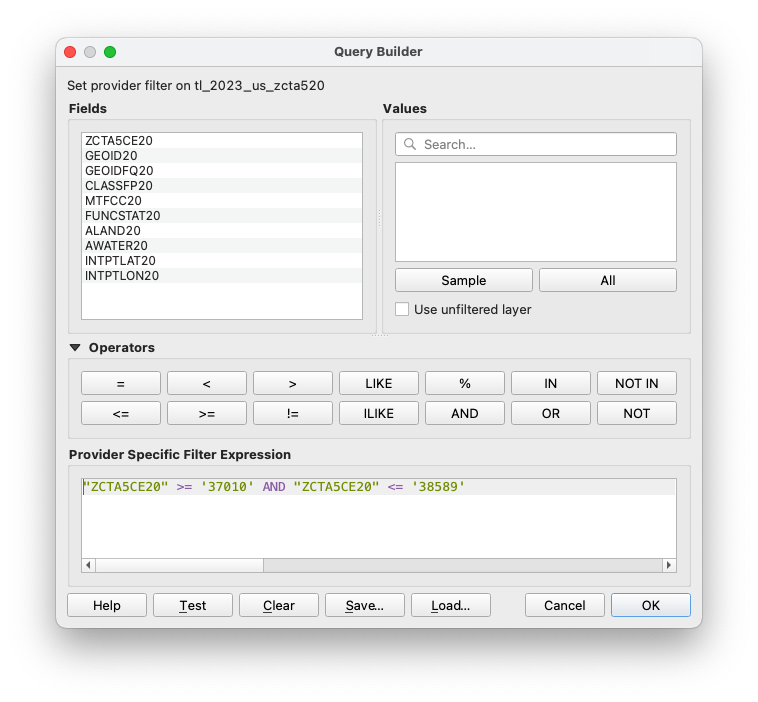 Query Builder
Set provider filter on tl_2023_us_zcta520
Fields
Values
ZCTA5CE20
GEOID20
GEOIDFQ20
CLASSFP20
MTFCC20
FUNCSTAT20
ALAND20
AWATER20
INTPTLAT20
INTPTLON20
Search...
Sample All
Use unfiltered layer
Operators
= < > LIKE % IN NOT IN
<= >= != ILIKE AND OR NOT
Provider Specific Filter Expression
"ZCTA5CE20" >= '37010' AND "ZCTA5CE20" <= '38589'
Help Test Clear Save... Load... Cancel OK